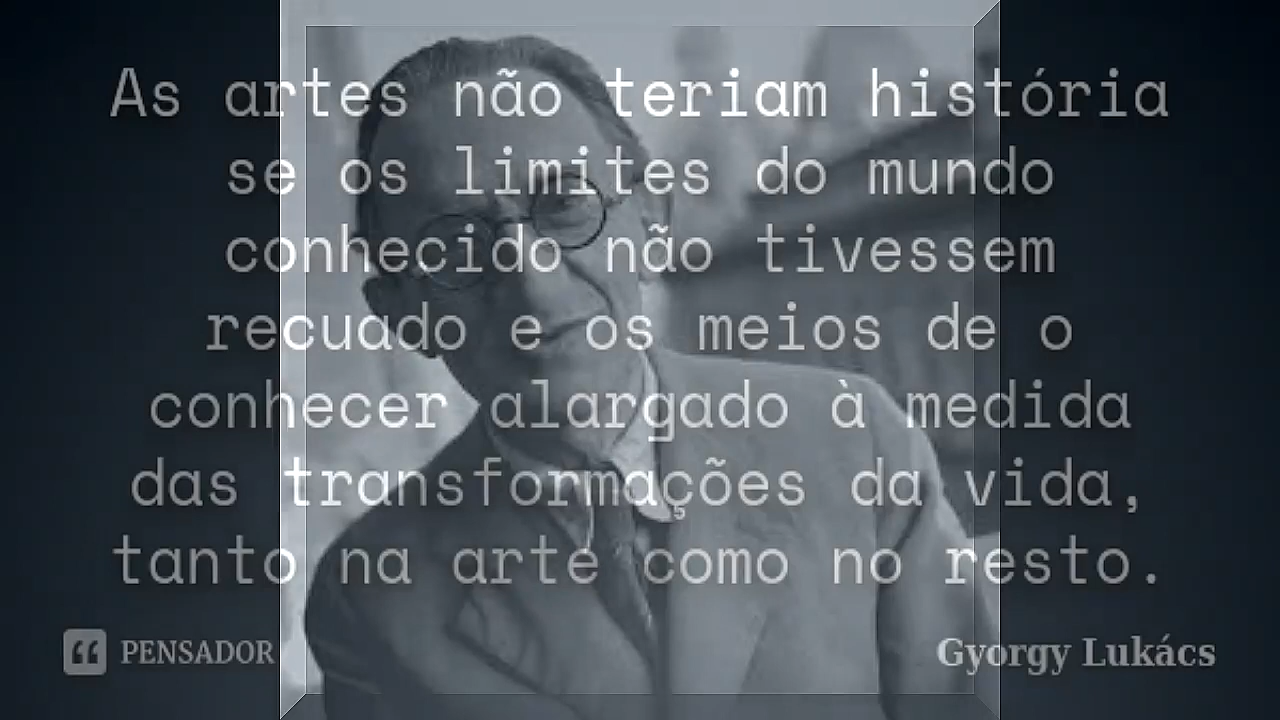 As artes não teriam história
se os limites do mundo
conhecido não tivessem
recuado e os meios de o
conhecer alargado à medida
das transformações da vida,
tanto na arte como no resto.
PENSADOR
Gyorgy Lukács